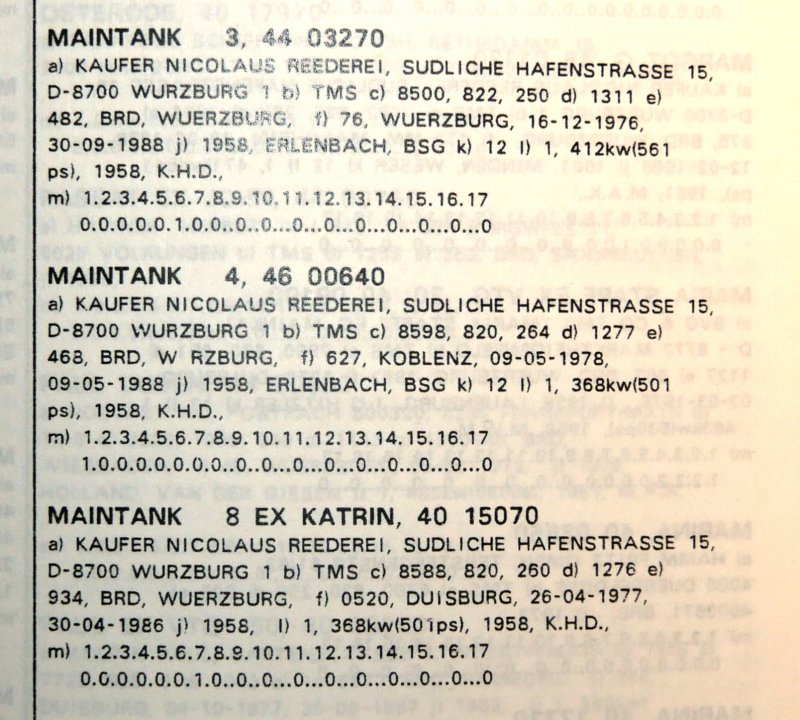 MAINTANK 3, 44 03270
a) KAUFER NICOLAUS REEDEREI, SUDLICHE HAFENSTRASSE 15,
D-8700 WURZBURG 1 b) TMS c) 8500, 822, 250 d) 1311 e)
482, BRD, WUERZBURG, f) 76, WUERZBURG, 16-12-1976,
30-09-1988 j) 1958, ERLENBACH, BSG k) 12 l) 1, 412kw(561
ps), 1958, K.H.D.,
m) 1.2.3.4.5.6.7.8.9.10.11.12.13.14.15.16.17
0.0.0.0.0.1.0.0..0...0...0...0...0...0...0...0...0
MAINTANK 4, 46 00640
a) KAUFER NICOLAUS REEDEREI, SUDLICHE HAFENSTRASSE 15,
D-8700 WURZBURG 1 b) TMS c) 8598, 820, 264 d) 1277 e)
468, BRD, W RZBURG, f) 627, KOBLENZ, 09-05-1978,
09-05-1988 j) 1958, ERLENBACH, BSG k) 12 l) 1, 368kw(501
ps), 1958, K.H.D.,
m) 1.2.3.4.5.6.7.8.9.10.11.12.13.14.15.16.17
1.0.0.0.0.0.0.0..0...0...0...0...0...0...0...0...0
MAINTANK 8 EX KATRIN, 40 15070
a) KAUFER NICOLAUS REEDEREI, SUDLICHE HAFENSTRASSE 15,
D-8700 WURZBURG 1 b) TMS c) 8588, 820, 260 d) 1276 e)
934, BRD, WUERZBURG, f) 0520, DUISBURG, 26-04-1977,
30-04-1986 j) 1958, l) 1, 368kw(501ps), 1958, K.H.D.,
m) 1.2.3.4.5.6.7.8.9.10.11.12.13.14.15.16.17
0.0.0.0.0.0.1.0..0...0...0...0...0...0...0...0...0